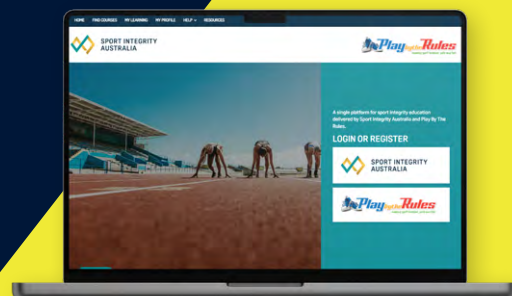 HOME FIND COURSES MY LEARNING MY PROFILE HELP RESOURCES
SPORT INTEGRITY
AUSTRALIA
Play by the Rules
A single platform for sport integrity education
delivered by Sport Integrity Australia and Play By The
Rules.
LOGIN OR REGISTER
SPORT INTEGRITY
AUSTRALIA
Play by the Rules